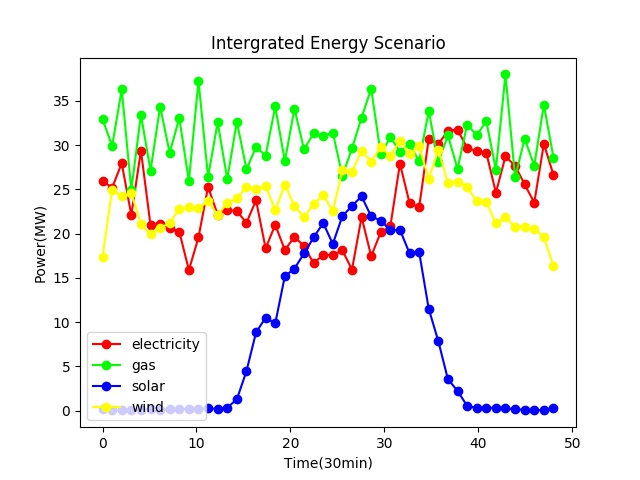 Intergrated Energy Scenario
Power(MW)
35
30
25
20
15
10
5
0
electricity
gas
solar
wind
0 10 20 30 40 50
Time(30min)